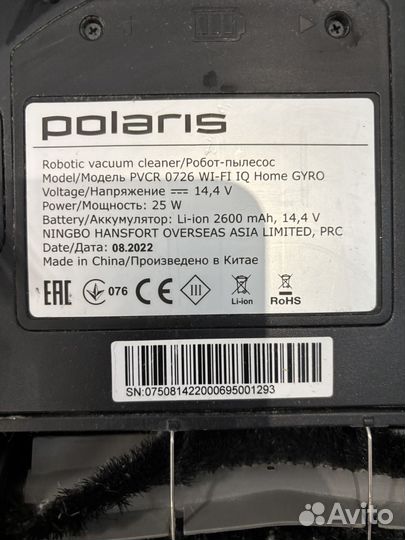 polaris
Robotic vacuum cleaner/Робот-пылесос
Model/Модель PVCR 0726 WI-FI IQ Home GYRO
Voltage/Напряжение 14,4 V
Power/Мощность: 25 W
Battery/Аккумулятор: Li-ion 2600 mAh, 14,4 V
NINGBO HANSFORT OVERSEAS ASIA LIMITED, PRC
Date/Дата: 08.2022
Made in China/Произведено в Китае
EAC 076 CE III Li-ion RoHS
SN:075081422000695001293
Avito